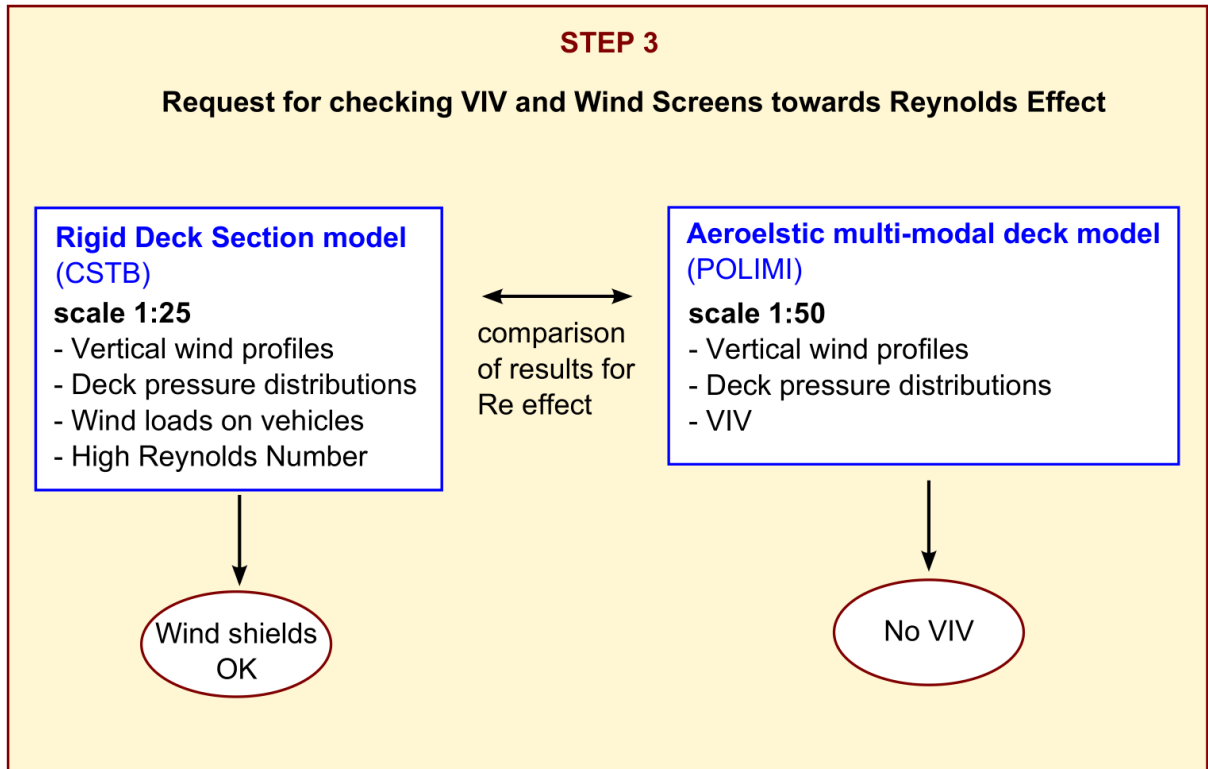 STEP 3
Request for checking VIV and Wind Screens towards Reynolds Effect
Rigid Deck Section model
(CSTB)
scale 1:25
- Vertical wind profiles
- Deck pressure distributions
- Wind loads on vehicles
- High Reynolds Number
comparison
of results for
Re effect
Aeroelstic multi-modal deck model
(POLIMI)
scale 1:50
- Vertical wind profiles
- Deck pressure distributions
- VIV
Wind shields
OK
No VIV